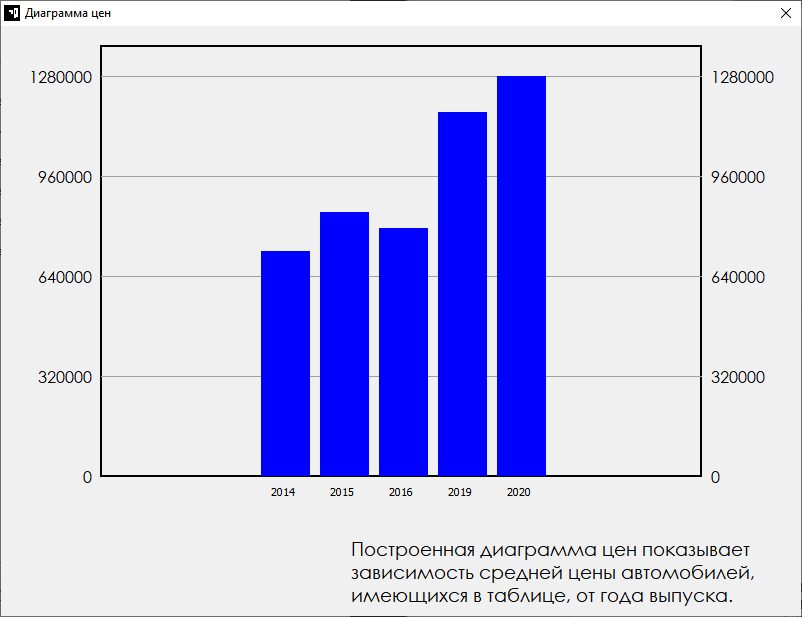 Диаграмма цен
1280000 1280000
960000 960000
640000 640000
320000 320000
0 0
2014 2015 2016 2019 2020
Построенная диаграмма цен показывает
зависимость средней цены автомобилей,
имеющихся в таблице, от года выпуска.